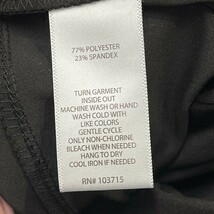 77% POLYESTER
23% SPANDEX
TURN GARMENT
INSIDE OUT
MACHINE WASH OR HAND
WASH COLD WITH
LIKE COLORS
GENTLE CYCLE
ONLY NON-CHLORINE
BLEACH WHEN NEEDED
HANG TO DRY
COOL IRON IF NEEDED
RN# 103715